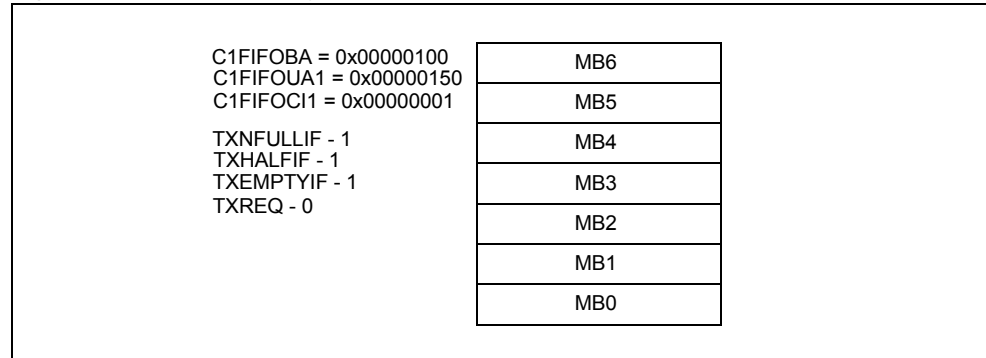 C1FIFOBA = 0x00000100
C1FIFOUA1 = 0x00000150
C1FIFOCI1 = 0x00000001
TXNFULLIF - 1
TXHALFIF - 1
TXEMPTYIF - 1
TXREQ - 0
MB6
MB5
MB4
MB3
MB2
MB1
MB0